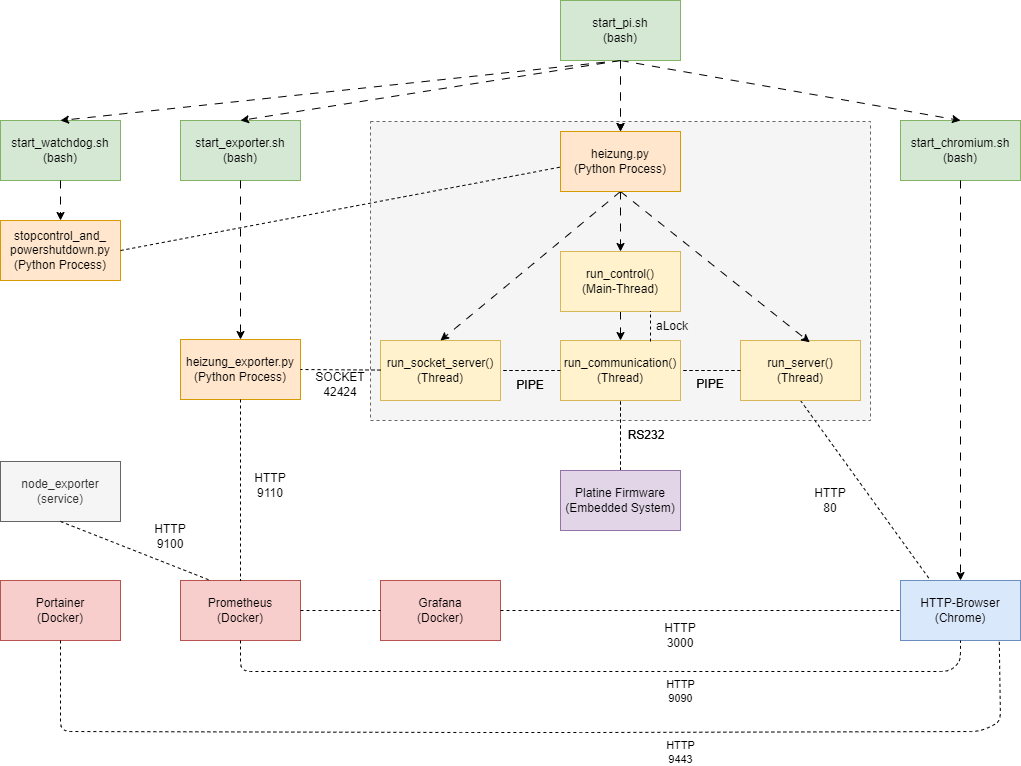 start_pi.sh
(bash)
start_watchdog.sh
(bash)
start_exporter.sh
(bash)
heizung.py
(Python Process)
start_chromium.sh
(bash)
stopcontrol_and_
powershutdown.py
(Python Process)
run_control()
(Main-Thread)
aLock
heizung_exporter.py
(Python Process)
SOCKET
42424
run_socket_server()
(Thread)
PIPE
run_communication()
(Thread)
PIPE
run_server()
(Thread)
RS232
node_exporter
(service)
HTTP
9110
Platine Firmware
(Embedded System)
HTTP
80
HTTP
9100
Portainer
(Docker)
Prometheus
(Docker)
Grafana
(Docker)
HTTP-Browser
(Chrome)
HTTP
3000
HTTP
9090
HTTP
9443